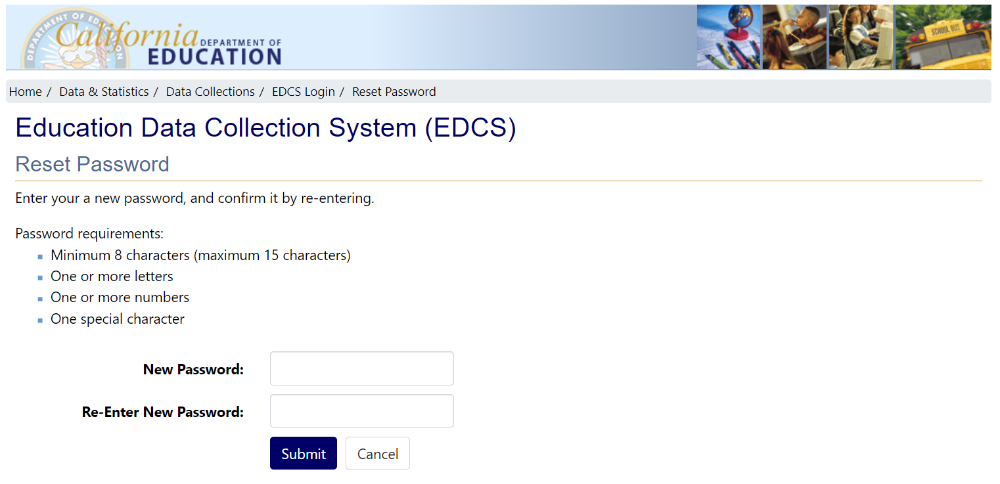 DEPARTMENT OF EDUCATION
California DEPARTMENT OF
EDUCATION
SCHOOL BUS
Home / Data & Statistics / Data Collections / EDCS Login / Reset Password
Education Data Collection System (EDCS)
Reset Password
Enter your a new password, and confirm it by re-entering.
Password requirements:
Minimum 8 characters (maximum 15 characters)
One or more letters
One or more numbers
One special character
New Password:
Re-Enter New Password:
Submit Cancel